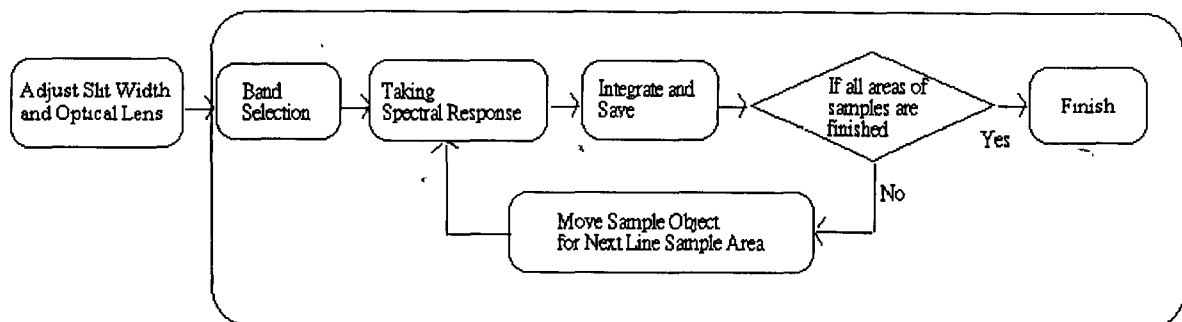 Adjust Slit Width
and Optical Lens
Band
Selection
Taking
Spectral Response
Integrate and
Save
If all areas of
samples are
finished
Yes
Finish
No
Move Sample Object
for Next Line Sample Area